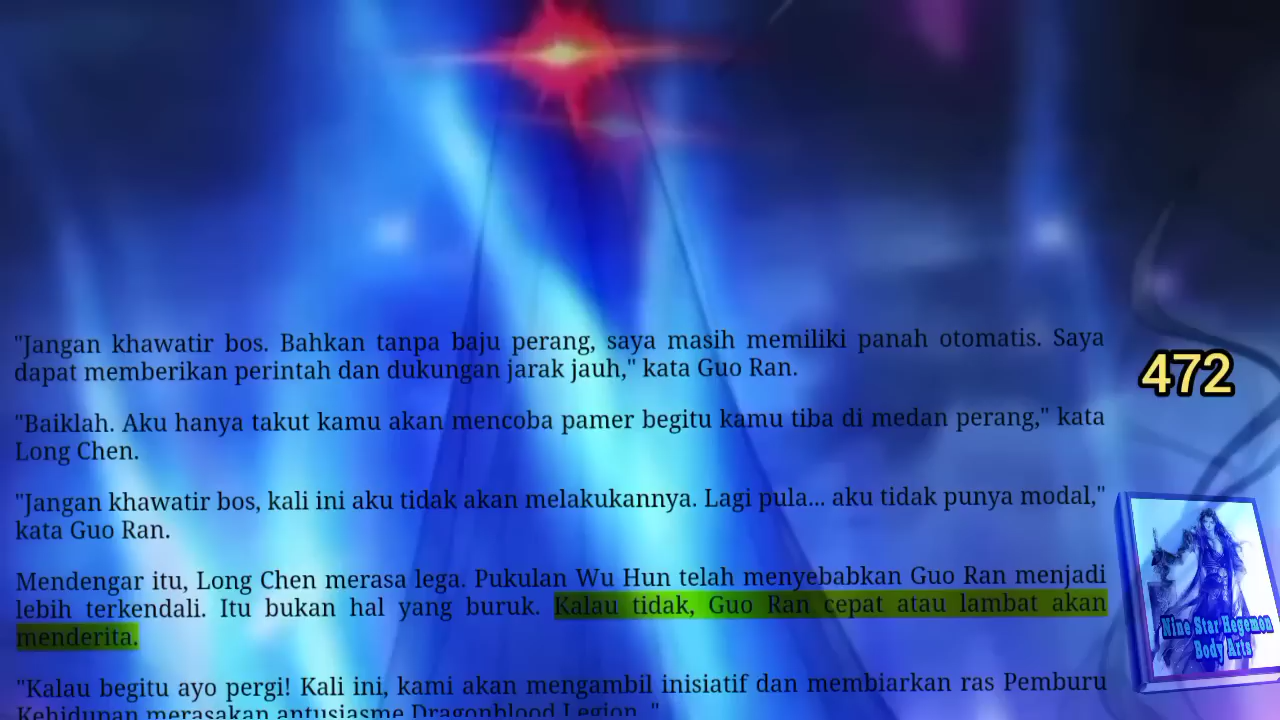 "Jangan khawatir bos. Bahkan tanpa baju perang, saya masih memiliki panah otomatis. Saya
dapat memberikan perintah dan dukungan jarak jauh," kata Guo Ran.
"Baiklah. Aku hanya takut kamu akan mencoba pamer begitu kamu tiba di medan perang," kata
Long Chen.
"Jangan khawatir bos, kali ini aku tidak akan melakukannya. Lagi pula... aku tidak punya modal,"
kata Guo Ran.
Mendengar itu, Long Chen merasa lega. Pukulan Wu Hun telah menyebabkan Guo Ran menjadi
lebih terkendali. Itu bukan hal yang buruk. Kalau tidak, Guo Ran cepat atau lambat akan
menderita.
"Kalau begitu ayo pergi! Kali ini, kami akan mengambil inisiatif dan membiarkan ras Pemburu
Kehidupan merasakan antusiasme Dragonblood Legion. "
472
Nine Star Hegemon
Body Arts